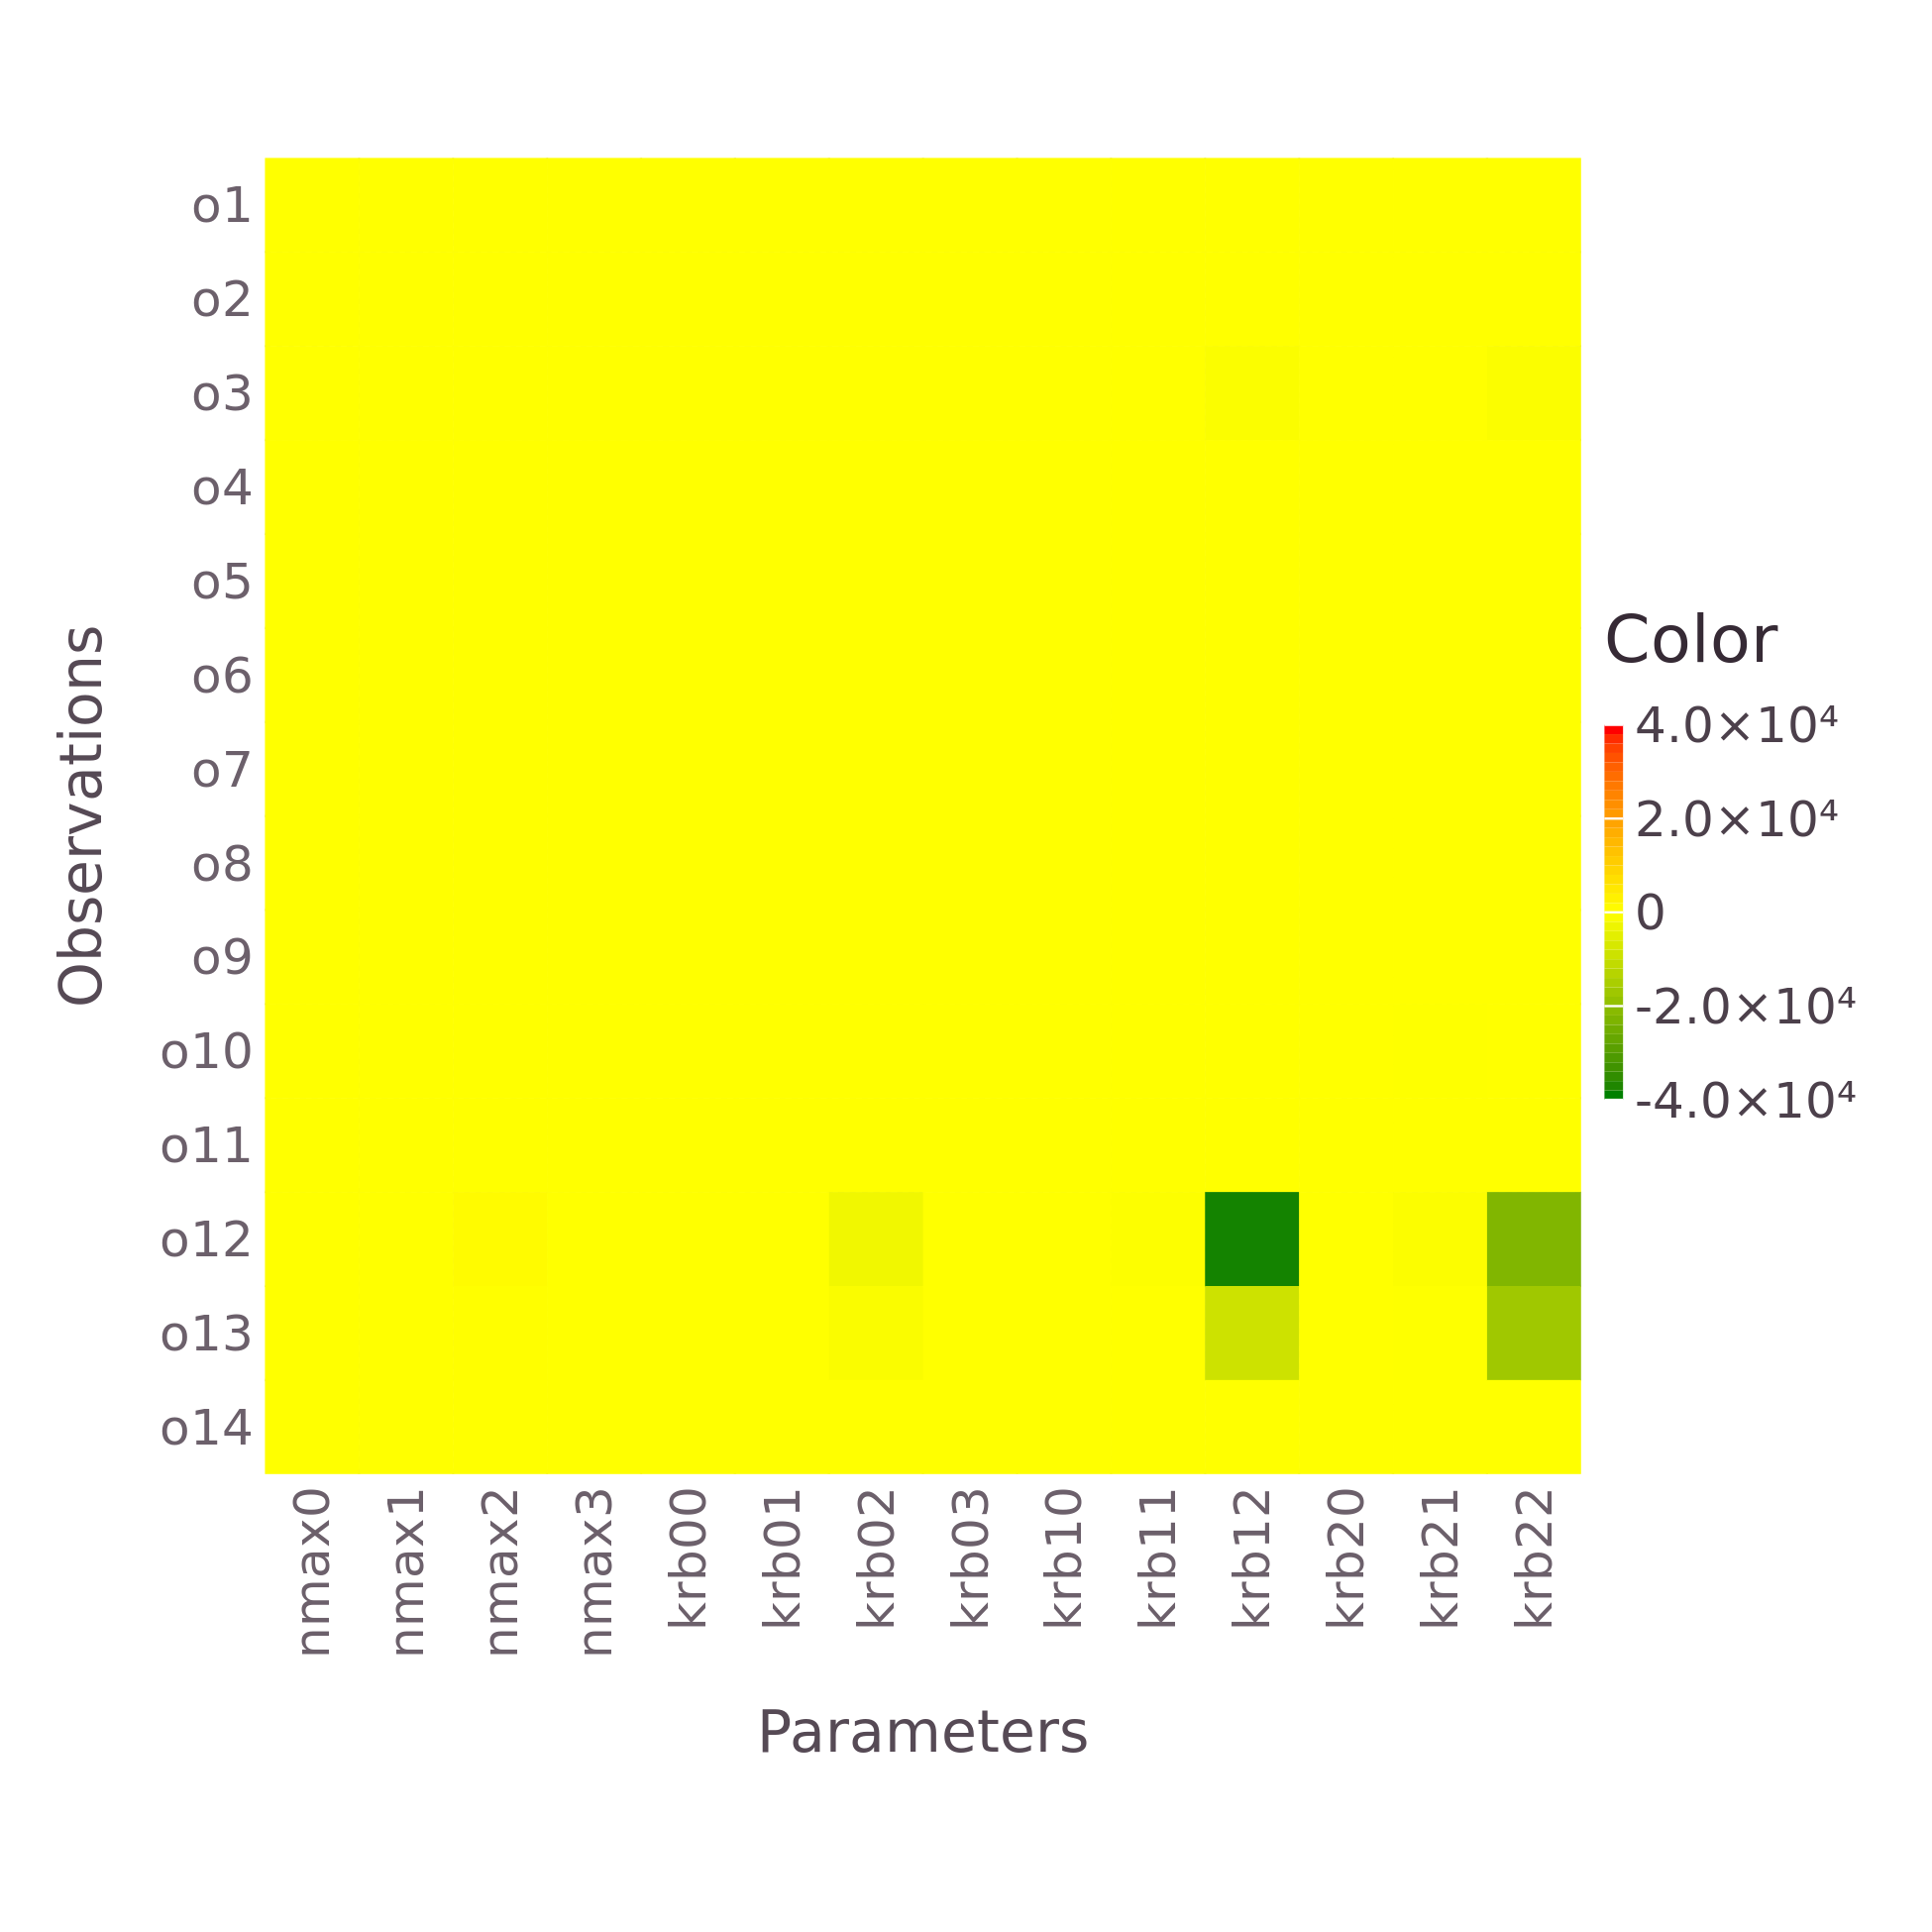 o1
o2
o3
o4
o5
o6
o7
o8
o9
o10
o11
o12
o13
o14
Observations
nmax0
nmax1
nmax2
nmax3
krb00
krb01
krb02
krb03
krb10
krb11
krb12
krb20
krb21
krb22
Parameters
Color
4.0×10⁴
2.0×10⁴
0
-2.0×10⁴
-4.0×10⁴